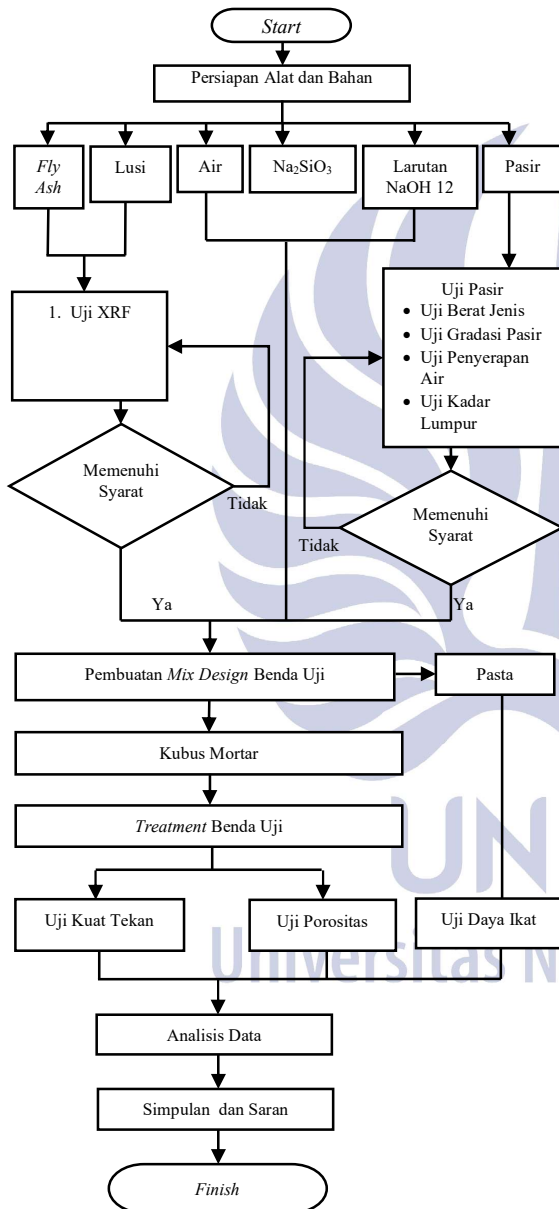 Start
Persiapan Alat dan Bahan
Fly
Ash
Lusi
Air
Na₂SiO₃
Larutan
NaOH 12
Pasir
1. Uji XRF
Uji Pasir
• Uji Berat Jenis
• Uji Gradasi Pasir
• Uji Penyerapan
Air
• Uji Kadar
Lumpur
Memenuhi
Syarat
Tidak
Memenuhi
Syarat
Tidak
Ya
Ya
Pembuatan Mix Design Benda Uji
Pasta
Kubus Mortar
Treatment Benda Uji
UN
Uji Kuat Tekan
Uji Porositas
Uji Daya Ikat
Universitas N
Analisis Data
Simpulan dan Saran
Finish